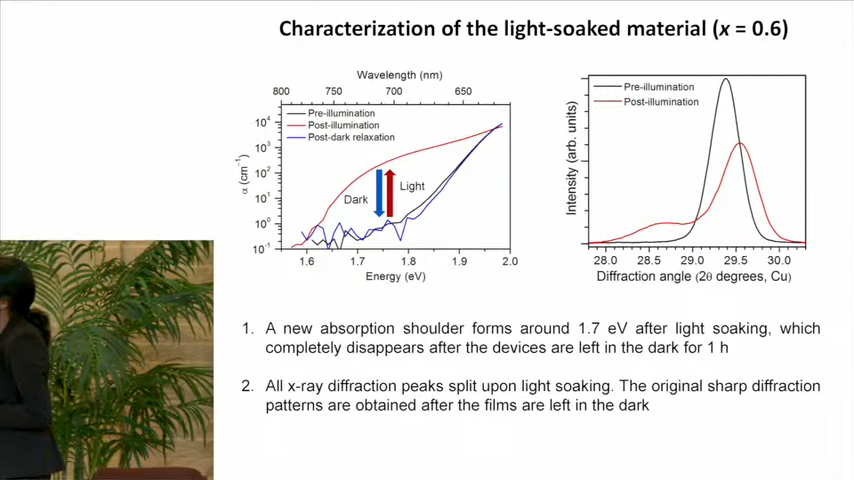 Characterization of the light-soaked material (x = 0.6)
Wavelength (nm)
800 750 700 650
Pre-illumination
Post-illumination
Post-dark relaxation
α (cm⁻¹)
10⁴
10³
10²
10¹
10⁰
10⁻¹
Dark
Light
1.6 1.7 1.8 1.9 2.0
Energy (eV)
Pre-illumination
Post-illumination
Intensity (arb. units)
28.0 28.5 29.0 29.5 30.0
Diffraction angle (2θ degrees, Cu)
1. A new absorption shoulder forms around 1.7 eV after light soaking, which
completely disappears after the devices are left in the dark for 1 h
2. All x-ray diffraction peaks split upon light soaking. The original sharp diffraction
patterns are obtained after the films are left in the dark